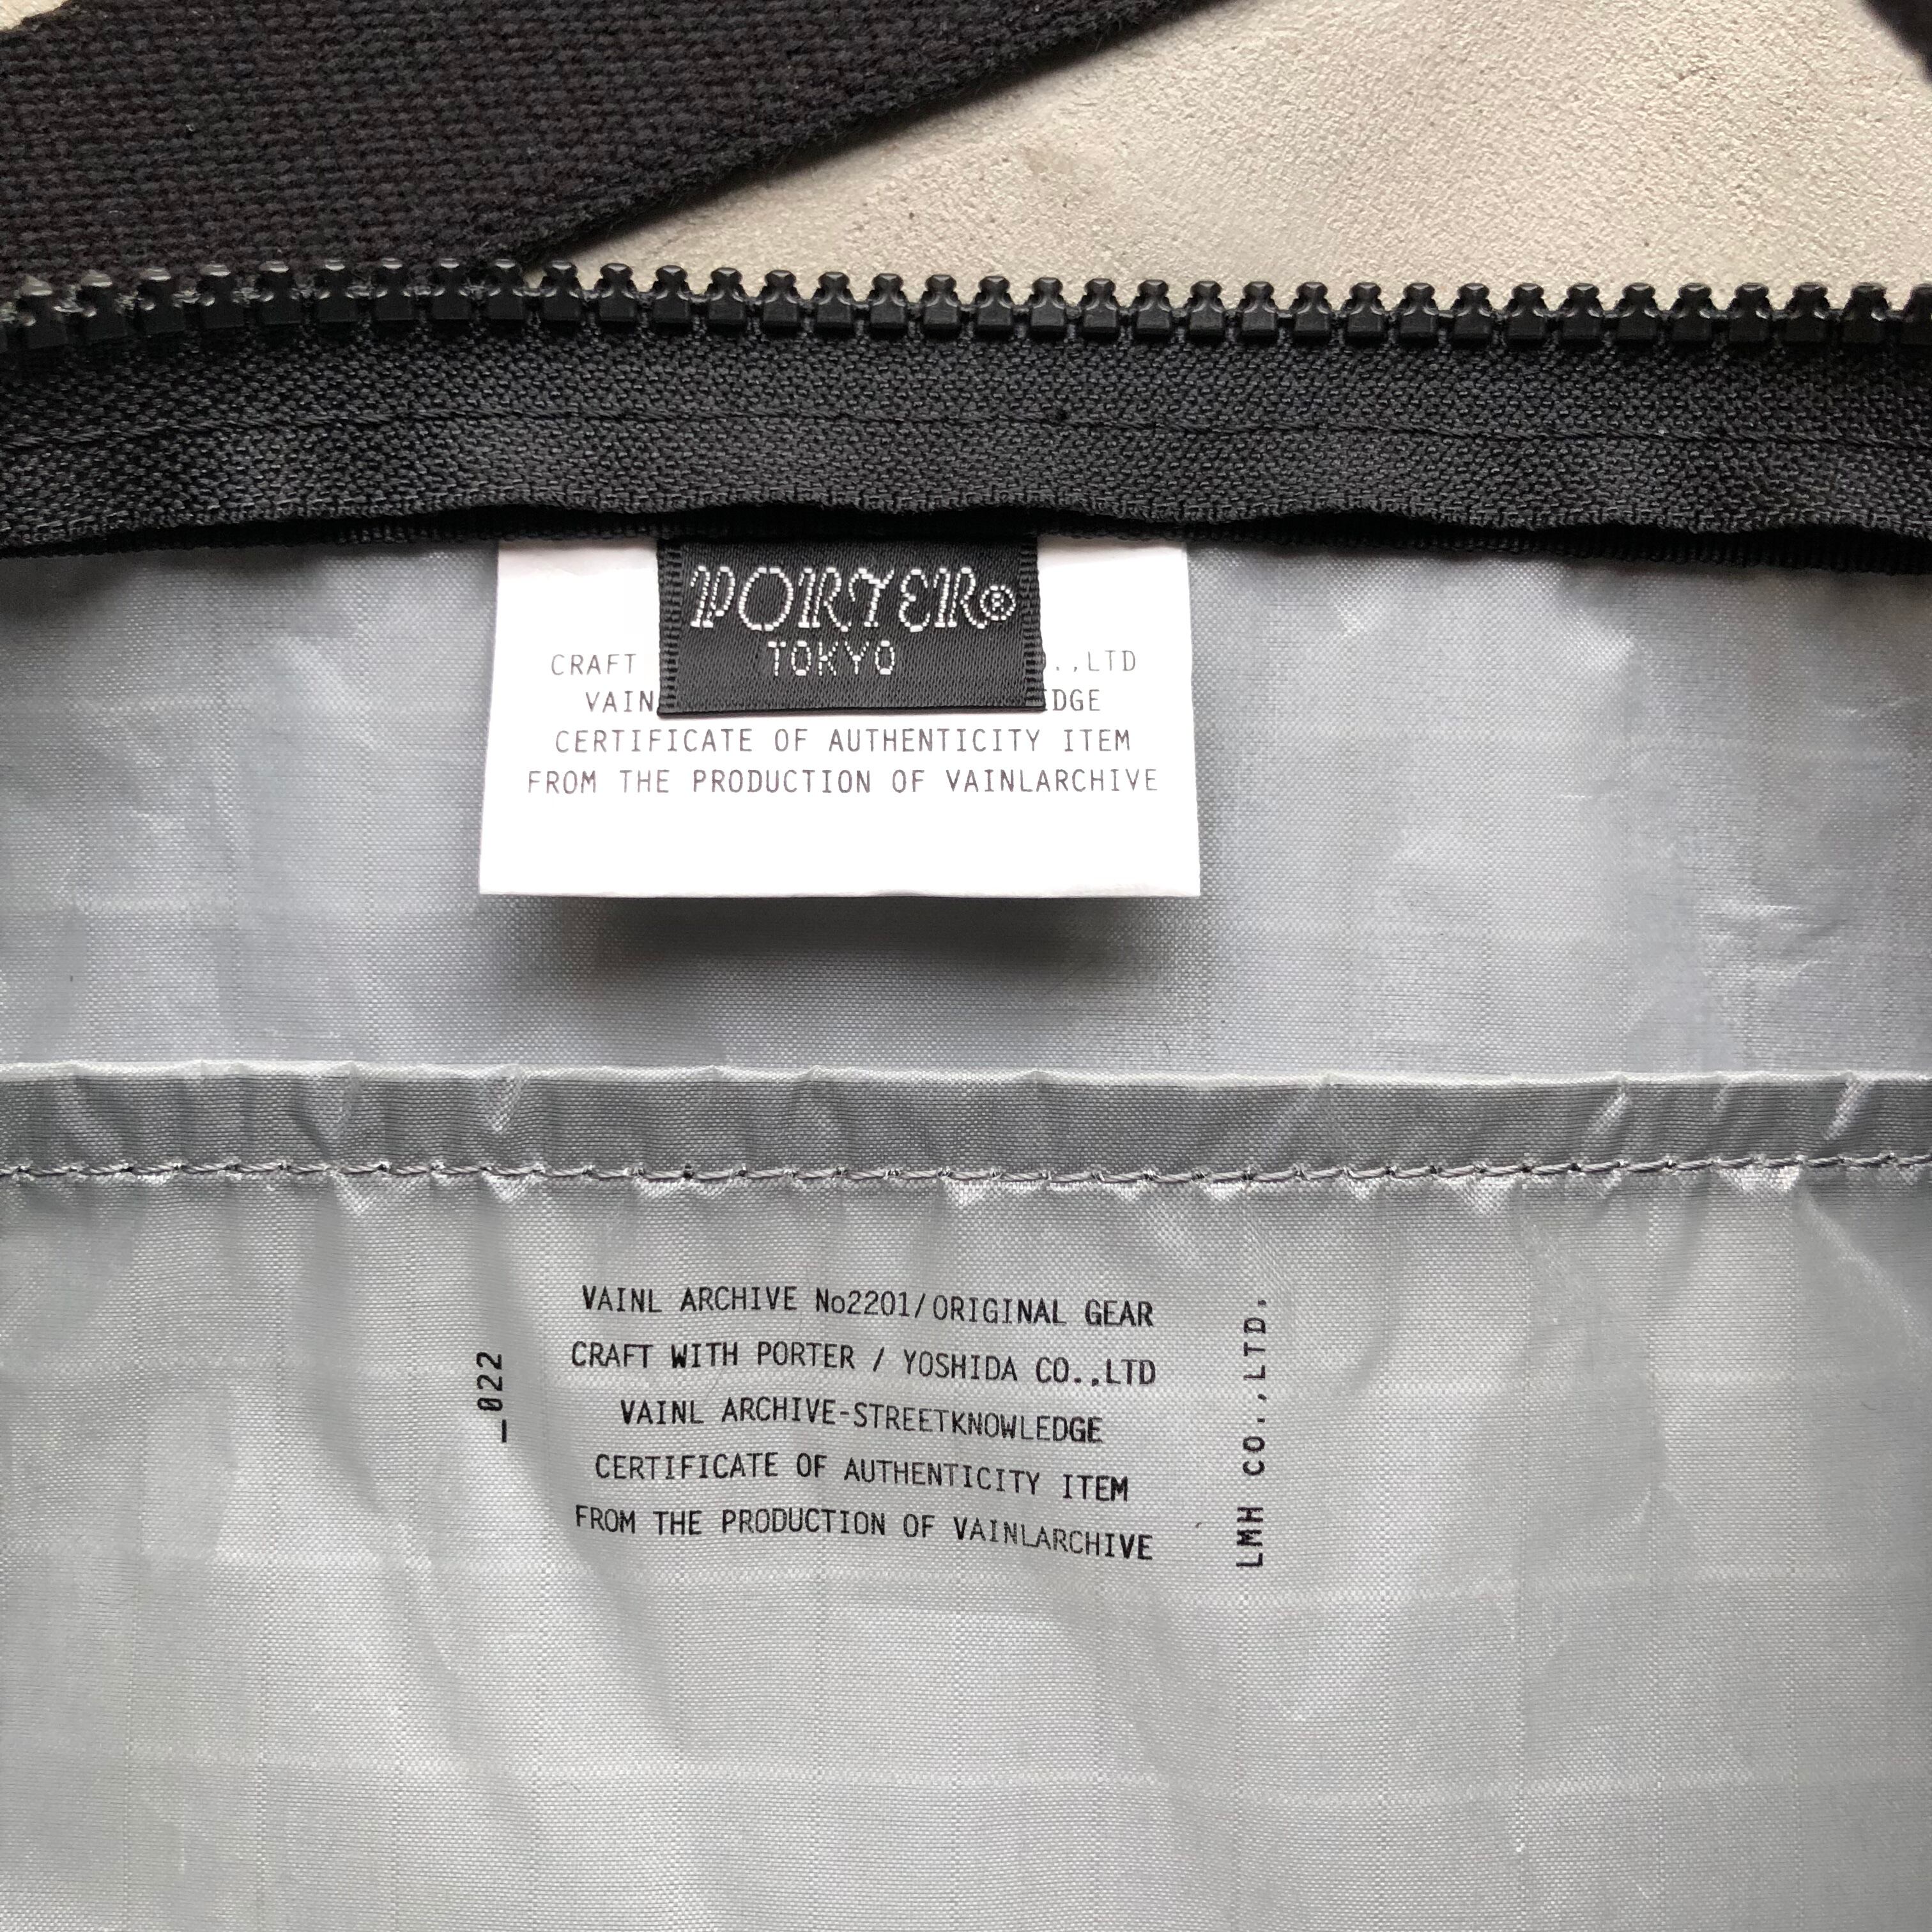 PORTER®
TOKYO
CRAFT .,LTD
VAIN EDGE
CERTIFICATE OF AUTHENTICITY ITEM
FROM THE PRODUCTION OF VAINLARCHIVE
VAINL ARCHIVE No2201/ORIGINAL GEAR
CRAFT WITH PORTER / YOSHIDA CO.,LTD
VAINL ARCHIVE-STREETKNOWLEDGE
CERTIFICATE OF AUTHENTICITY ITEM
FROM THE PRODUCTION OF VAINLARCHIVE
_022
LMH CO.,LTD.